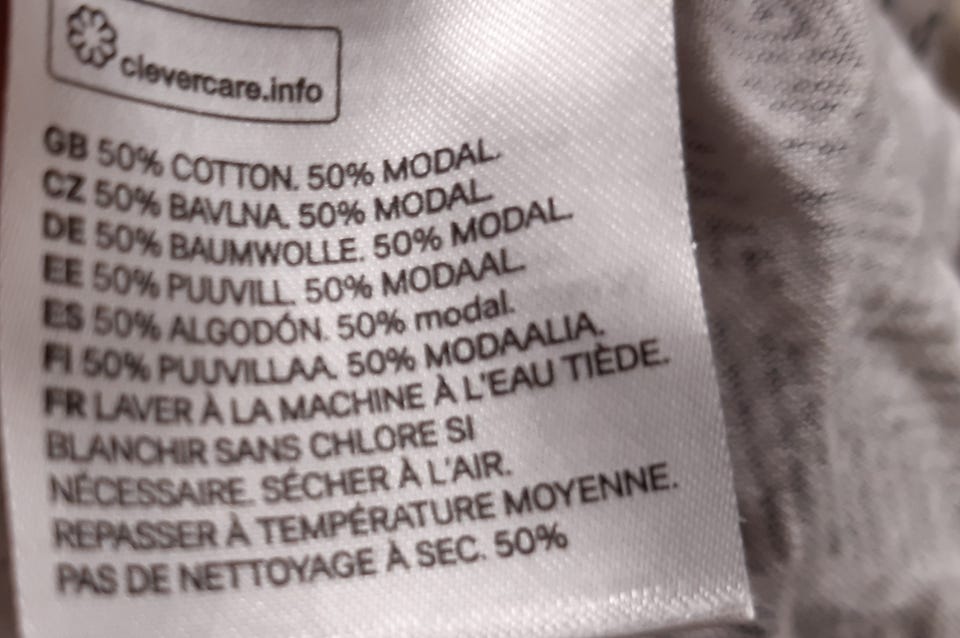 clevercare.info
GB 50% COTTON. 50% MODAL.
CZ 50% BAVLNA. 50% MODAL.
DE 50% BAUMWOLLE. 50% MODAL.
EE 50% PUUVILL. 50% MODAAL.
ES 50% ALGODÓN. 50% modal.
FI 50% PUUVILLAA. 50% MODAALIA.
FR LAVER À LA MACHINE À L'EAU TIÈDE.
BLANCHIR SANS CHLORE SI
NÉCESSAIRE. SÉCHER À L'AIR.
REPASSER À TEMPÉRATURE MOYENNE.
PAS DE NETTOYAGE À SEC. 50%